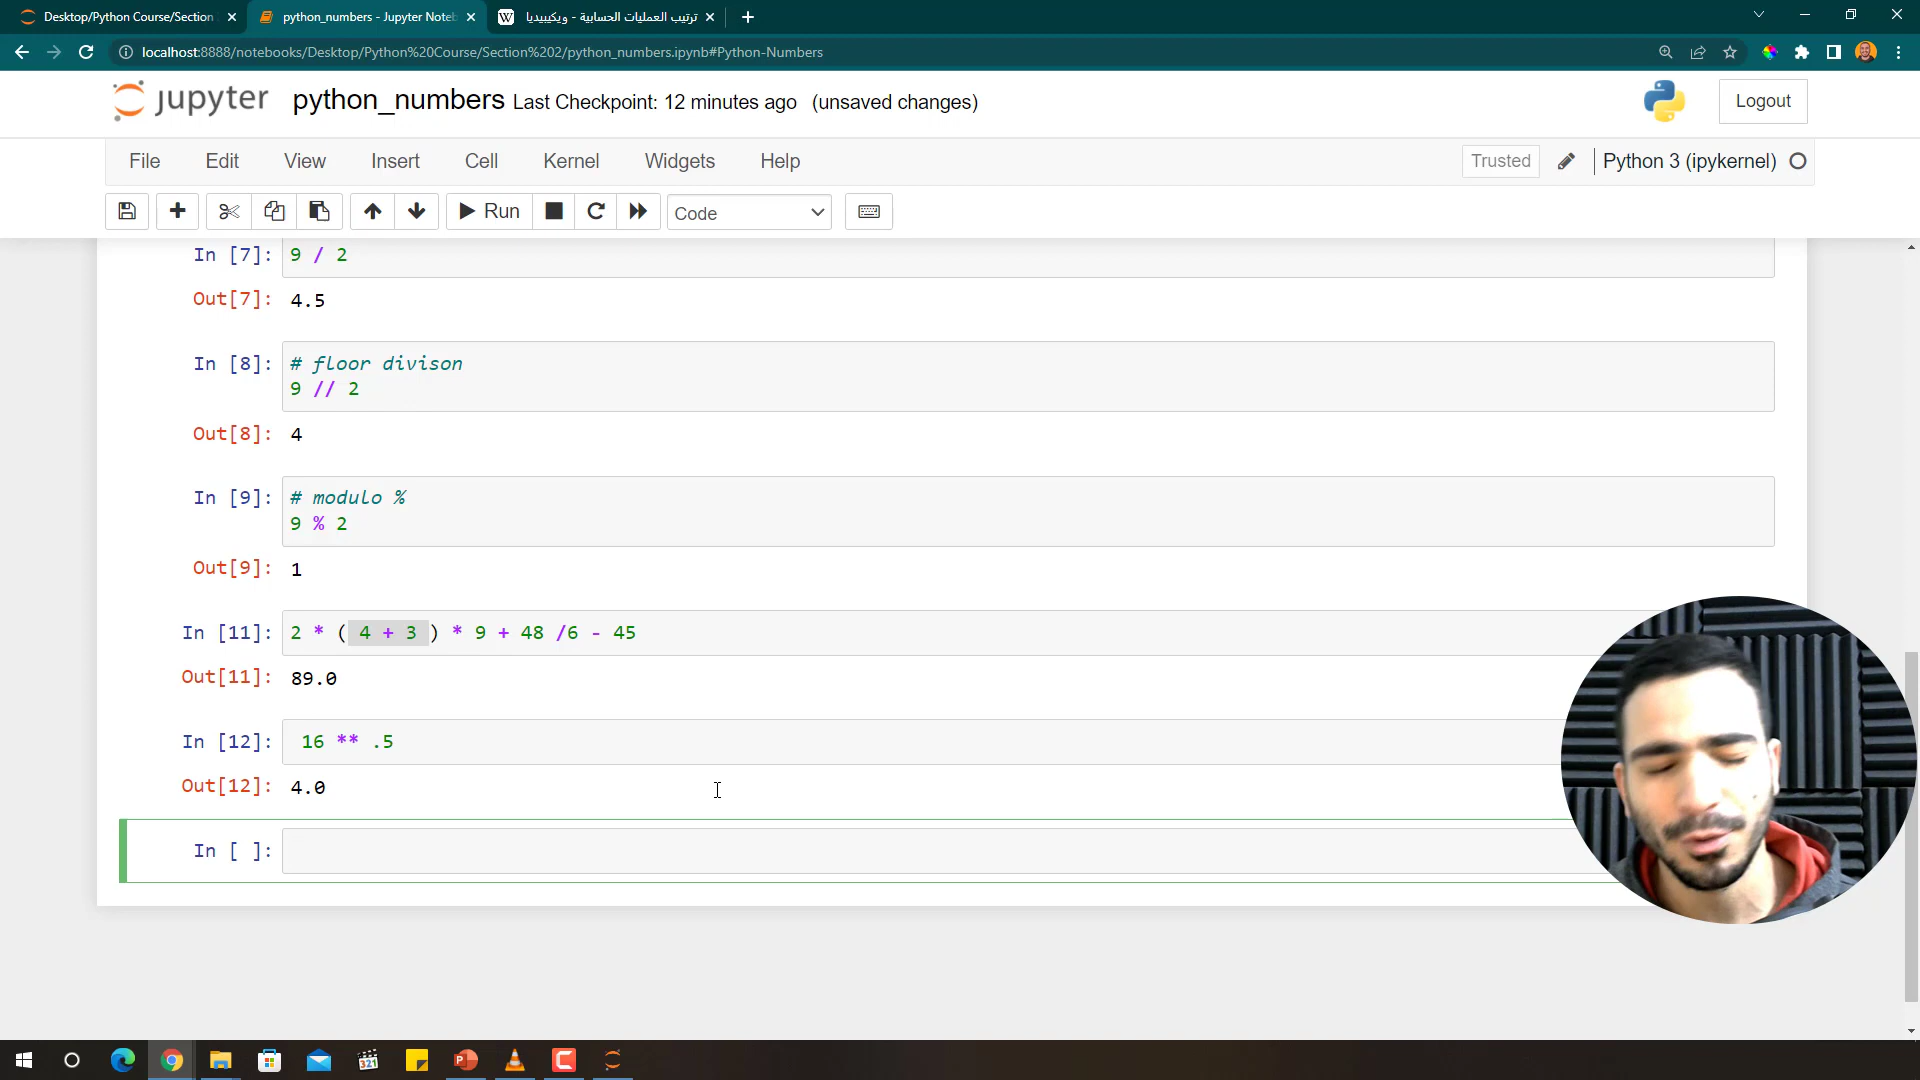 Desktop/Python Course/Section
python_numbers - Jupyter Noteb
ترتيب العمليات الحسابية - ويكيبيديا
localhost:8888/notebooks/Desktop/Python%20Course/Section%202/python_numbers.ipynb#Python-Numbers
jupyter python_numbers Last Checkpoint: 12 minutes ago (unsaved changes)
Logout
File Edit View Insert Cell Kernel Widgets Help
Trusted Python 3 (ipykernel)
Run Code
In [7]: 9 / 2
Out[7]: 4.5
In [8]: # floor divison
9 // 2
Out[8]: 4
In [9]: # modulo %
9 % 2
Out[9]: 1
In [11]: 2 * ( 4 + 3 ) * 9 + 48 /6 - 45
Out[11]: 89.0
In [12]: 16 ** .5
Out[12]: 4.0
In [ ]: